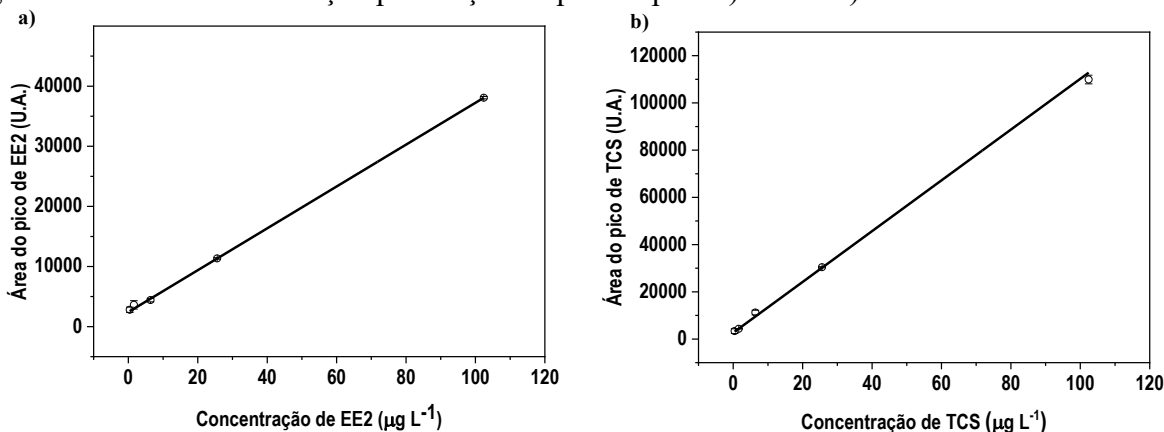 a)
Área do pico de EE2 (U.A.)
40000
30000
20000
10000
0
0 20 40 60 80 100 120
Concentração de EE2 (µg L-1)
b)
Área do pico de TCS (U.A.)
120000
100000
80000
60000
40000
20000
0
0 20 40 60 80 100 120
Concentração de TCS (µg L-1)